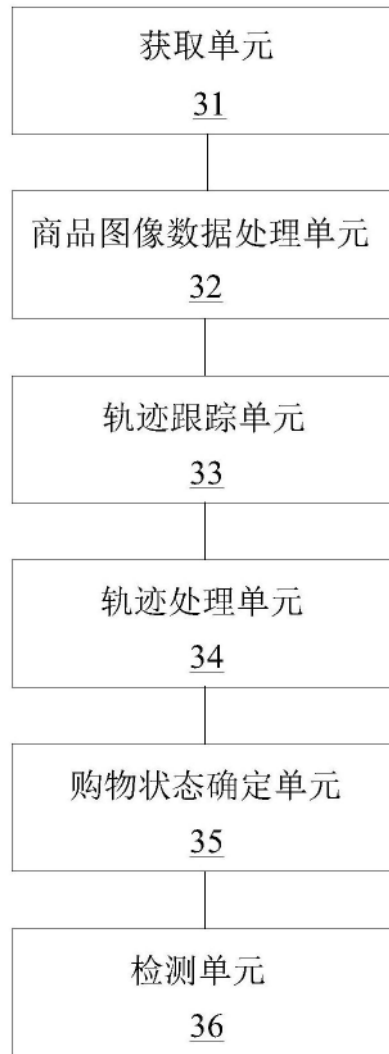 获取单元
31
商品图像数据处理单元
32
轨迹跟踪单元
33
轨迹处理单元
34
购物状态确定单元
35
检测单元
36